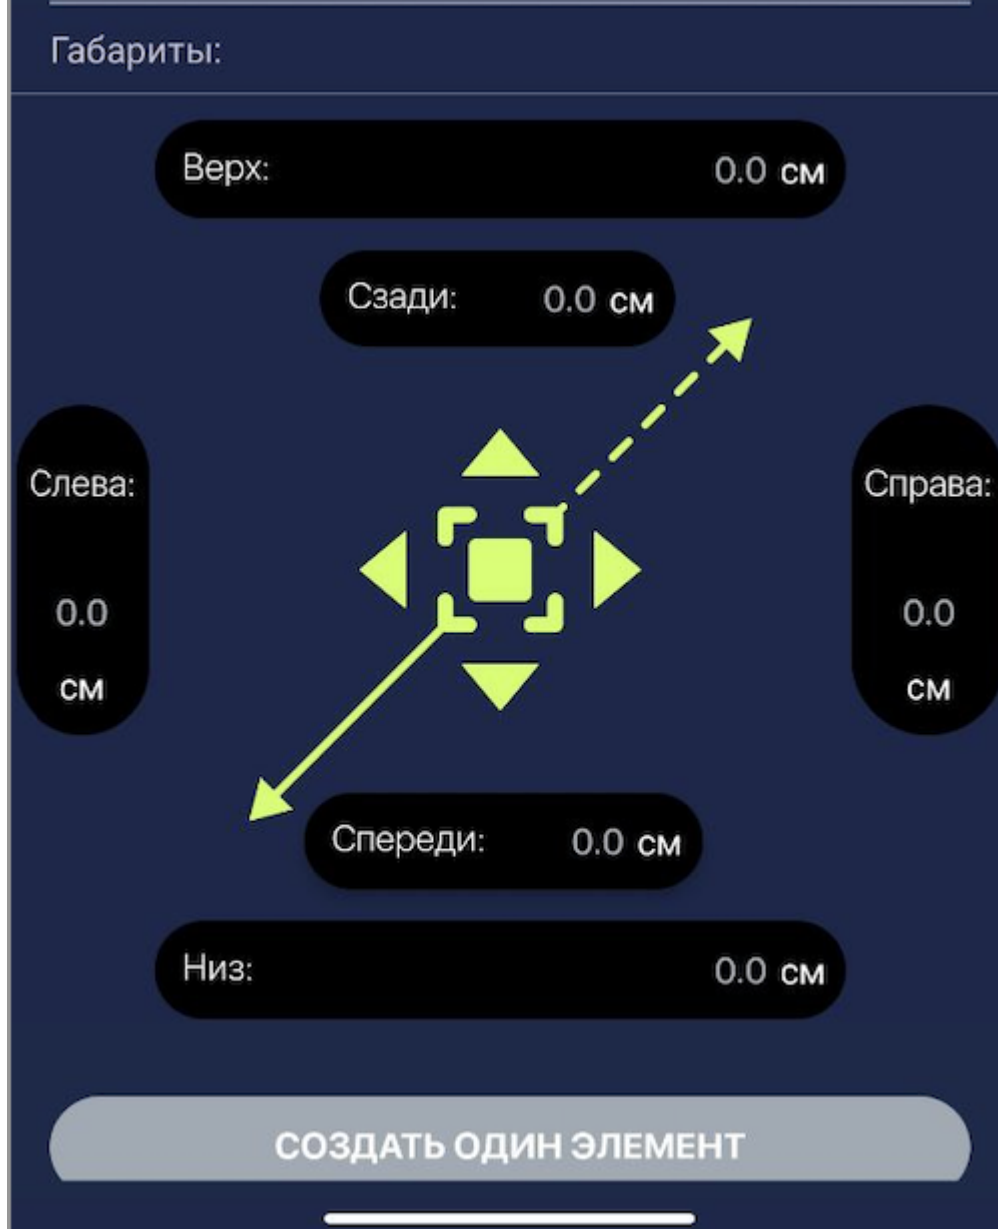 Габариты:
Верх: 0.0 см
Сзади: 0.0 см
Слева:
0.0
см
Справа:
0.0
см
Спереди: 0.0 см
Низ: 0.0 см
СОЗДАТЬ ОДИН ЭЛЕМЕНТ